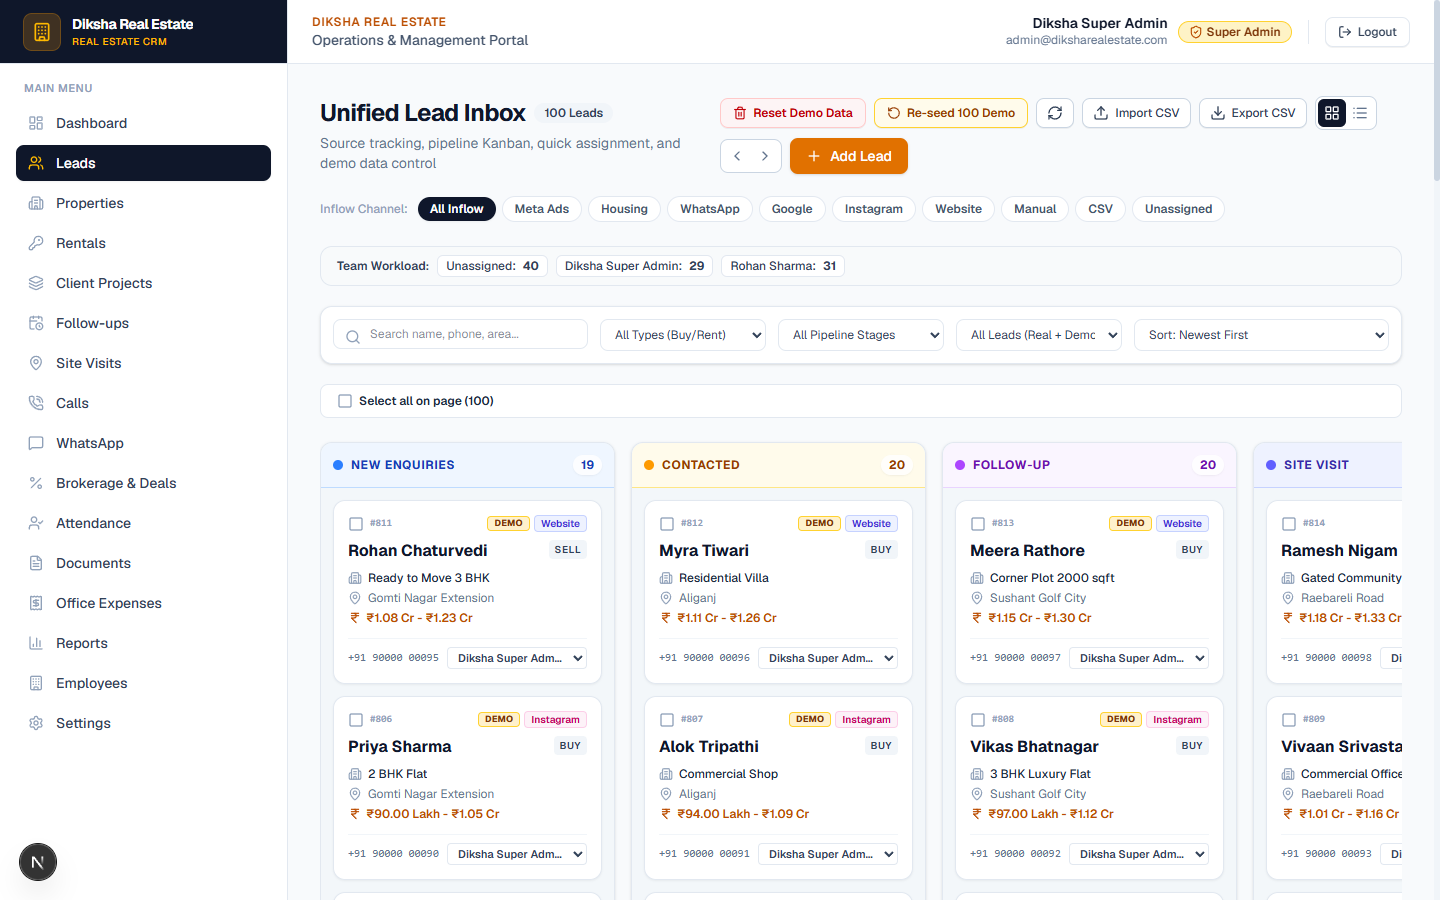 Diksha Real Estate
REAL ESTATE CRM
MAIN MENU
Dashboard
Leads
Properties
Rentals
Client Projects
Follow-ups
Site Visits
Calls
WhatsApp
Brokerage & Deals
Attendance
Documents
Office Expenses
Reports
Employees
Settings
N
DIKSHA REAL ESTATE
Operations & Management Portal
Diksha Super Admin
admin@diksharealestate.com
Super Admin
Logout
Unified Lead Inbox
100 Leads
Source tracking, pipeline Kanban, quick assignment, and
demo data control
Reset Demo Data
Re-seed 100 Demo
Import CSV
Export CSV
Add Lead
Inflow Channel:
All Inflow
Meta Ads
Housing
WhatsApp
Google
Instagram
Website
Manual
CSV
Unassigned
Team Workload:
Unassigned: 40
Diksha Super Admin: 29
Rohan Sharma: 31
Search name, phone, area...
All Types (Buy/Rent)
All Pipeline Stages
All Leads (Real + Demo
Sort: Newest First
Select all on page (100)
NEW ENQUIRIES 19
#811 DEMO Website
Rohan Chaturvedi SELL
Ready to Move 3 BHK
Gomti Nagar Extension
₹ ₹1.08 Cr - ₹1.23 Cr
+91 90000 00095 Diksha Super Adm...
#806 DEMO Instagram
Priya Sharma BUY
2 BHK Flat
Gomti Nagar Extension
₹ ₹90.00 Lakh - ₹1.05 Cr
+91 90000 00090 Diksha Super Adm...
CONTACTED 20
#812 DEMO Website
Myra Tiwari BUY
Residential Villa
Aliganj
₹ ₹1.11 Cr - ₹1.26 Cr
+91 90000 00096 Diksha Super Adm...
#807 DEMO Instagram
Alok Tripathi BUY
Commercial Shop
Aliganj
₹ ₹94.00 Lakh - ₹1.09 Cr
+91 90000 00091 Diksha Super Adm...
FOLLOW-UP 20
#813 DEMO Website
Meera Rathore BUY
Corner Plot 2000 sqft
Sushant Golf City
₹ ₹1.15 Cr - ₹1.30 Cr
+91 90000 00097 Diksha Super Adm...
#808 DEMO Instagram
Vikas Bhatnagar BUY
3 BHK Luxury Flat
Sushant Golf City
₹ ₹97.00 Lakh - ₹1.12 Cr
+91 90000 00092 Diksha Super Adm...
SITE VISIT
#814
Ramesh Nigam
Gated Community
Raebareli Road
₹ ₹1.18 Cr - ₹1.33 Cr
+91 90000 00098 Di
#809
Vivaan Srivasta
Commercial Office
Raebareli Road
₹ ₹1.01 Cr - ₹1.16 Cr
+91 90000 00093 Di